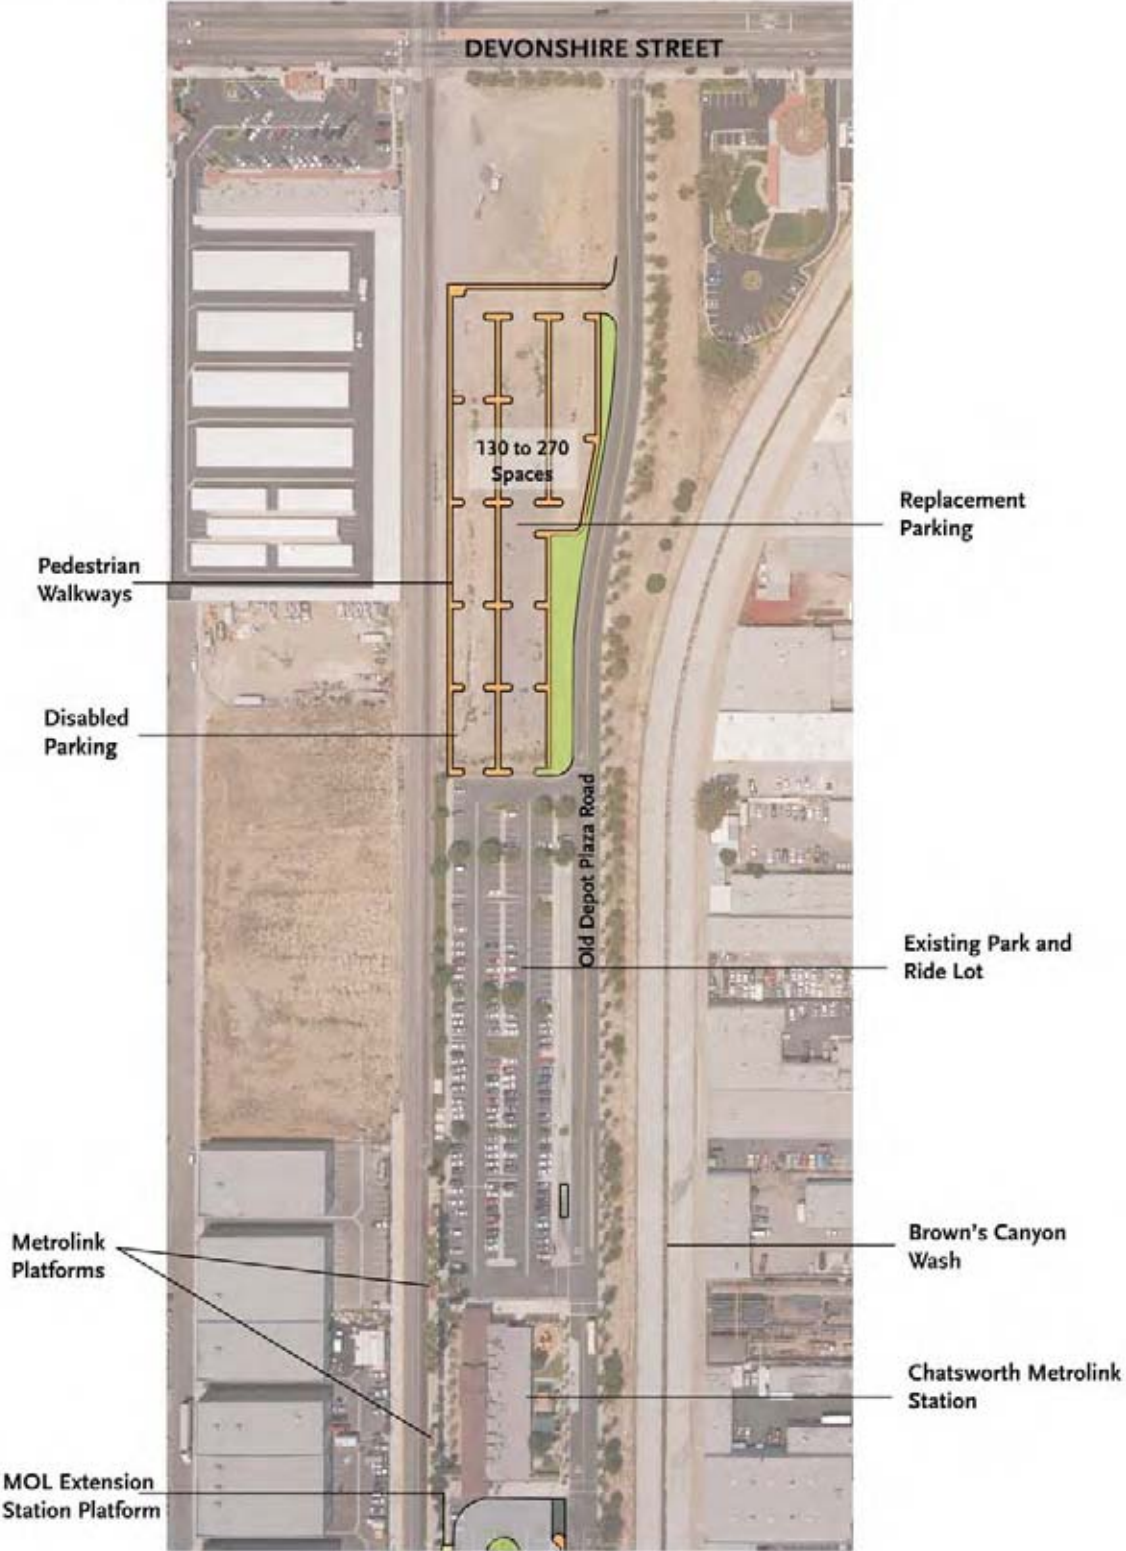 DEVONSHIRE STREET
130 to 270
Spaces
Replacement
Parking
Pedestrian
Walkways
Disabled
Parking
Old Depot Plaza Road
Existing Park and
Ride Lot
Metrolink
Platforms
Brown's Canyon
Wash
Chatsworth Metrolink
Station
MOL Extension
Station Platform